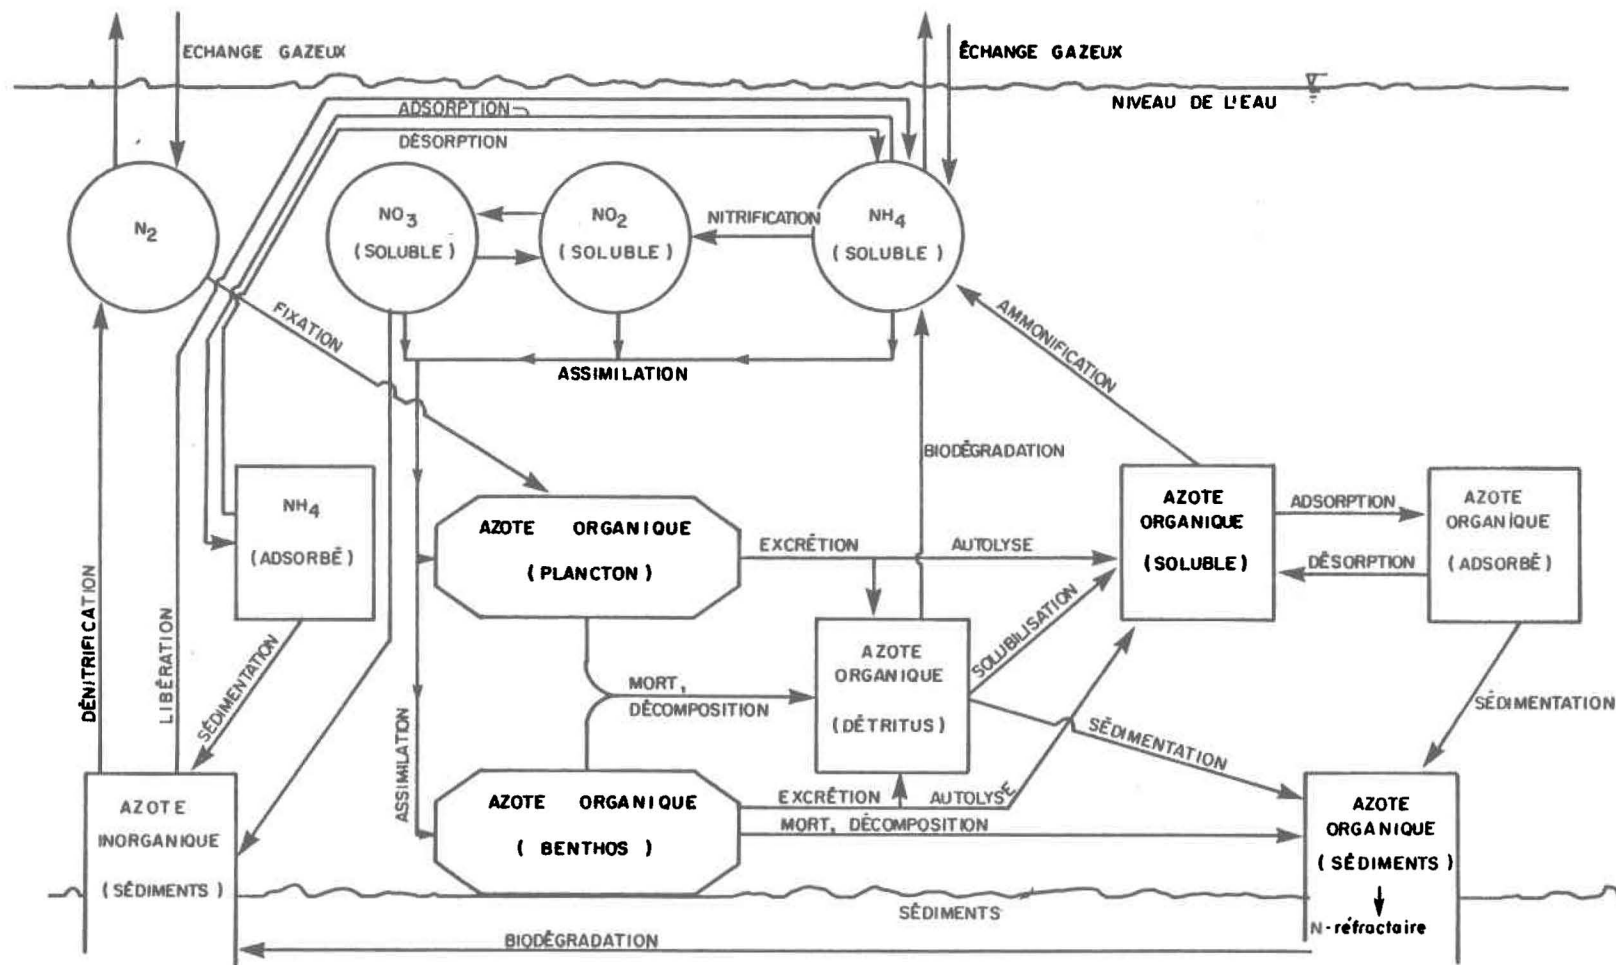 ECHANGE GAZEUX
ÉCHANGE GAZEUX
NIVEAU DE L'EAU
ADSORPTION
DÉSORPTION
N2
NO3
(SOLUBLE)
NO2
(SOLUBLE)
NITRIFICATION
NH4
(SOLUBLE)
FIXATION
ASSIMILATION
AMMONIFICATION
BIODÉGRADATION
NH4
(ADSORBÉ)
AZOTE ORGANIQUE
(PLANCTON)
EXCRÉTION
AUTOLYSE
AZOTE
ORGANIQUE
(SOLUBLE)
ADSORPTION
DÉSORPTION
AZOTE
ORGANIQUE
(ADSORBÉ)
DÉNITRIFICATION
LIBÉRATION
SÉDIMENTATION
ASSIMILATION
MORT,
DÉCOMPOSITION
AZOTE
ORGANIQUE
(DÉTRITUS)
SOLUBILISATION
SÉDIMENTATION
SÉDIMENTATION
AZOTE
INORGANIQUE
(SÉDIMENTS)
AZOTE ORGANIQUE
( BENTHOS )
EXCRÉTION
AUTOLYSE
MORT, DÉCOMPOSITION
AZOTE
ORGANIQUE
(SÉDIMENTS)
N-réfractaire
SÉDIMENTS
BIODÉGRADATION